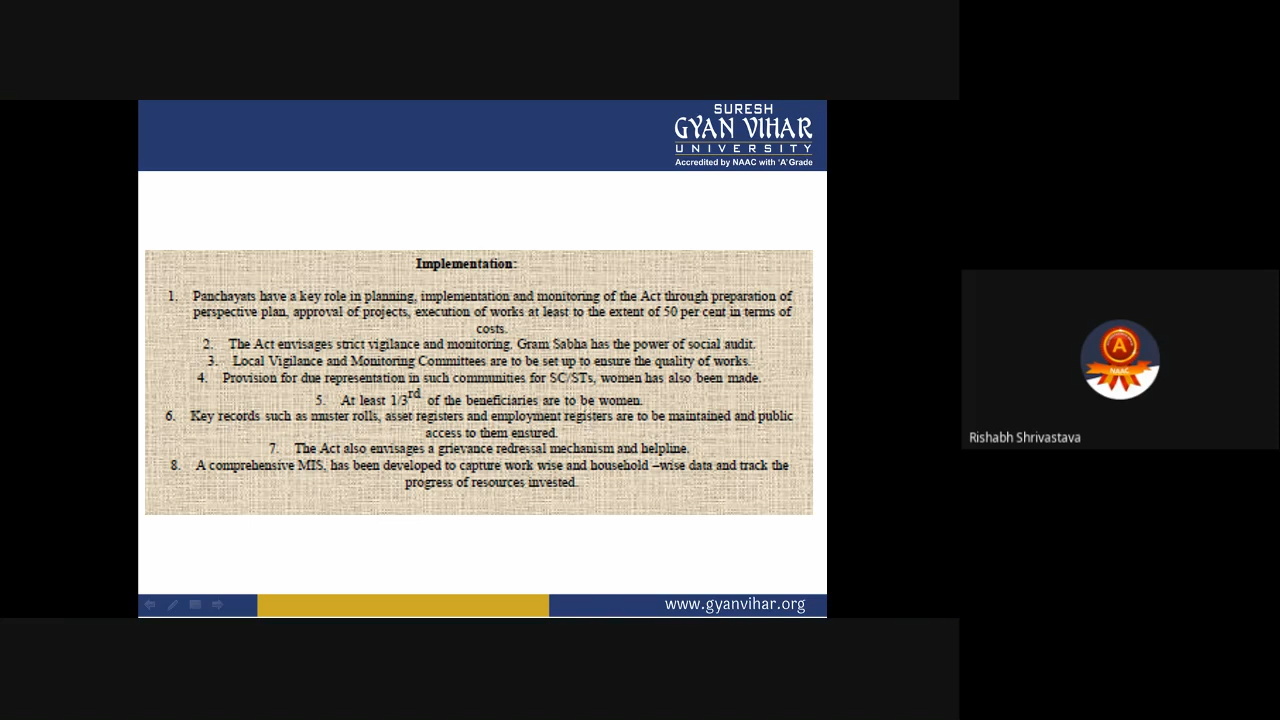 SURESH
GYAN VIHAR
UNIVERSITY
Accredited by NAAC with 'A' Grade
Implementation:
1. Panchayats have a key role in planning, implementation and monitoring of the Act through preparation of
perspective plan, approval of projects, execution of works at least to the extent of 50 per cent in terms of
costs.
2. The Act envisages strict vigilance and monitoring. Gram Sabha has the power of social audit.
3. Local Vigilance and Monitoring Committees are to be set up to ensure the quality of works.
4. Provision for due representation in such communities for SC/STs, women has also been made.
5. At least 1/3rd of the beneficiaries are to be women.
6. Key records such as muster rolls, asset registers and employment registers are to be maintained and public
access to them ensured.
7. The Act also envisages a grievance redressal mechanism and helpline.
8. A comprehensive MIS, has been developed to capture work wise and household –wise data and track the
progress of resources invested.
www.gyanvihar.org
A
NAAC
Rishabh Shrivastava